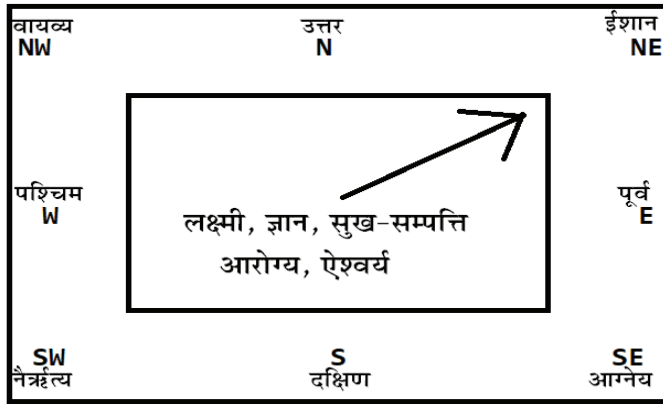 वायव्य उत्तर ईशान
NW N NE
पश्चिम पूर्व
W E
लक्ष्मी, ज्ञान, सुख-सम्पत्ति
आरोग्य, ऐश्वर्य
SW S SE
नैर्ऋत्य दक्षिण आग्नेय